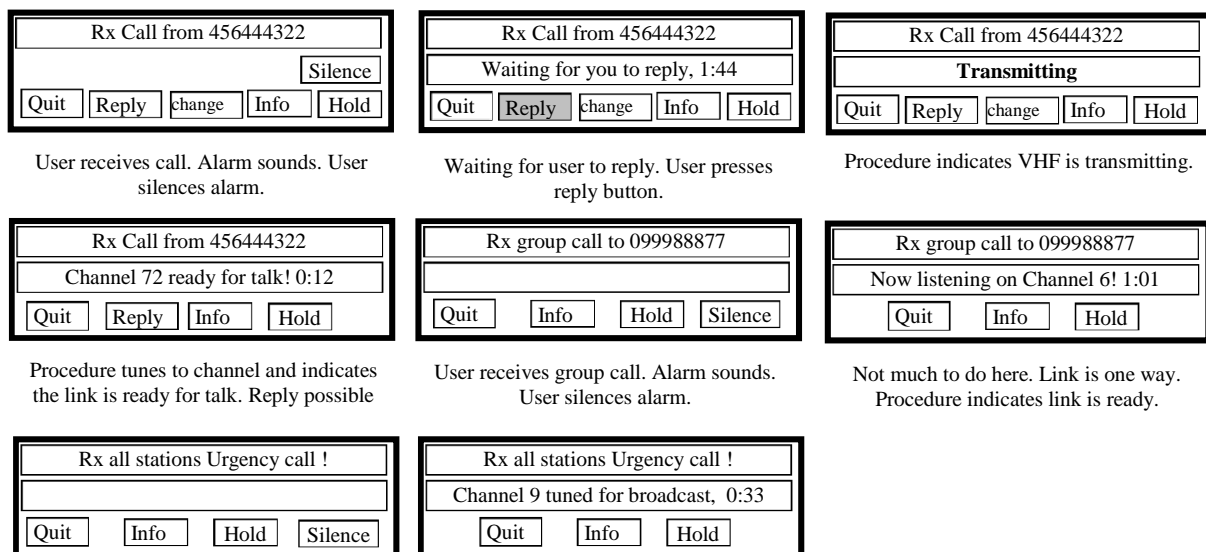 Rx Call from 456444322
Silence
Quit Reply change Info Hold
User receives call. Alarm sounds. User
silences alarm.
Rx Call from 456444322
Waiting for you to reply, 1:44
Quit Reply change Info Hold
Waiting for user to reply. User presses
reply button.
Rx Call from 456444322
Transmitting
Quit Reply change Info Hold
Procedure indicates VHF is transmitting.
Rx Call from 456444322
Channel 72 ready for talk! 0:12
Quit Reply Info Hold
Procedure tunes to channel and indicates
the link is ready for talk. Reply possible
Rx group call to 099988877
Quit Info Hold Silence
User receives group call. Alarm sounds.
User silences alarm.
Rx group call to 099988877
Now listening on Channel 6! 1:01
Quit Info Hold
Not much to do here. Link is one way.
Procedure indicates link is ready.
Rx all stations Urgency call !
Quit Info Hold Silence
Rx all stations Urgency call !
Channel 9 tuned for broadcast, 0:33
Quit Info Hold